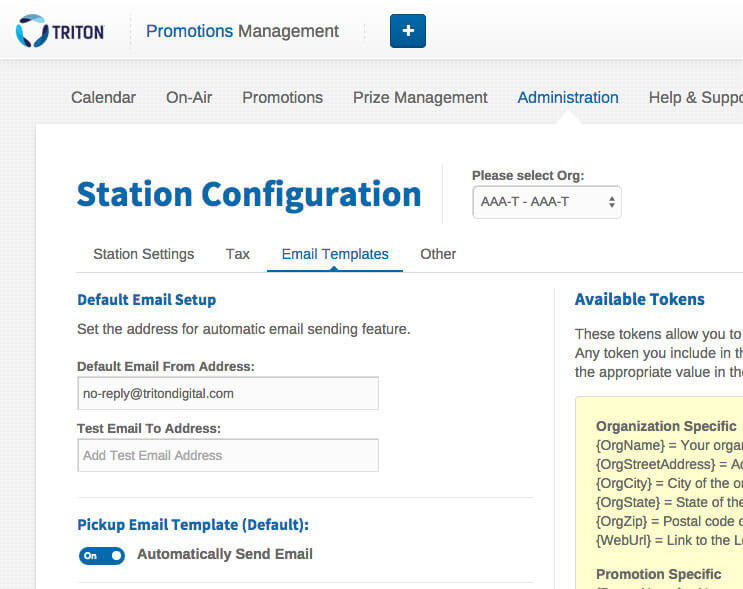 TRITON
Promotions Management
+
Calendar On-Air Promotions Prize Management Administration Help &
Station Configuration
Please select Org:
AAA-T - AAA-T
Station Settings Tax Email Templates Other
Default Email Setup
Set the address for automatic email sending feature.
Default Email From Address:
no-reply@tritondigital.com
Test Email To Address:
Add Test Email Address
Pickup Email Template (Default):
On Automatically Send Email
Available Tokens
These tokens allow you to
Any token you include in
the appropriate value in
Organization Specific
{OrgName} = Your
{OrgStreetAddress} =
{OrgCity} = City of the
{OrgState} = State of the
{OrgZip} = Postal code
{WebUrl} = Link to the
Promotion Specific